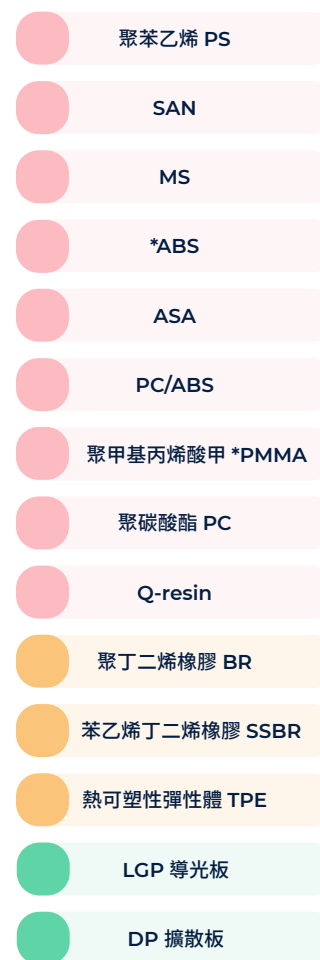 聚苯乙烯 PS
SAN
MS
*ABS
ASA
PC/ABS
聚甲基丙烯酸甲 *PMMA
聚碳酸酯 PC
Q-resin
聚丁二烯橡膠 BR
苯乙烯丁二烯橡膠 SSBR
熱可塑性彈性體 TPE
LGP 導光板
DP 擴散板